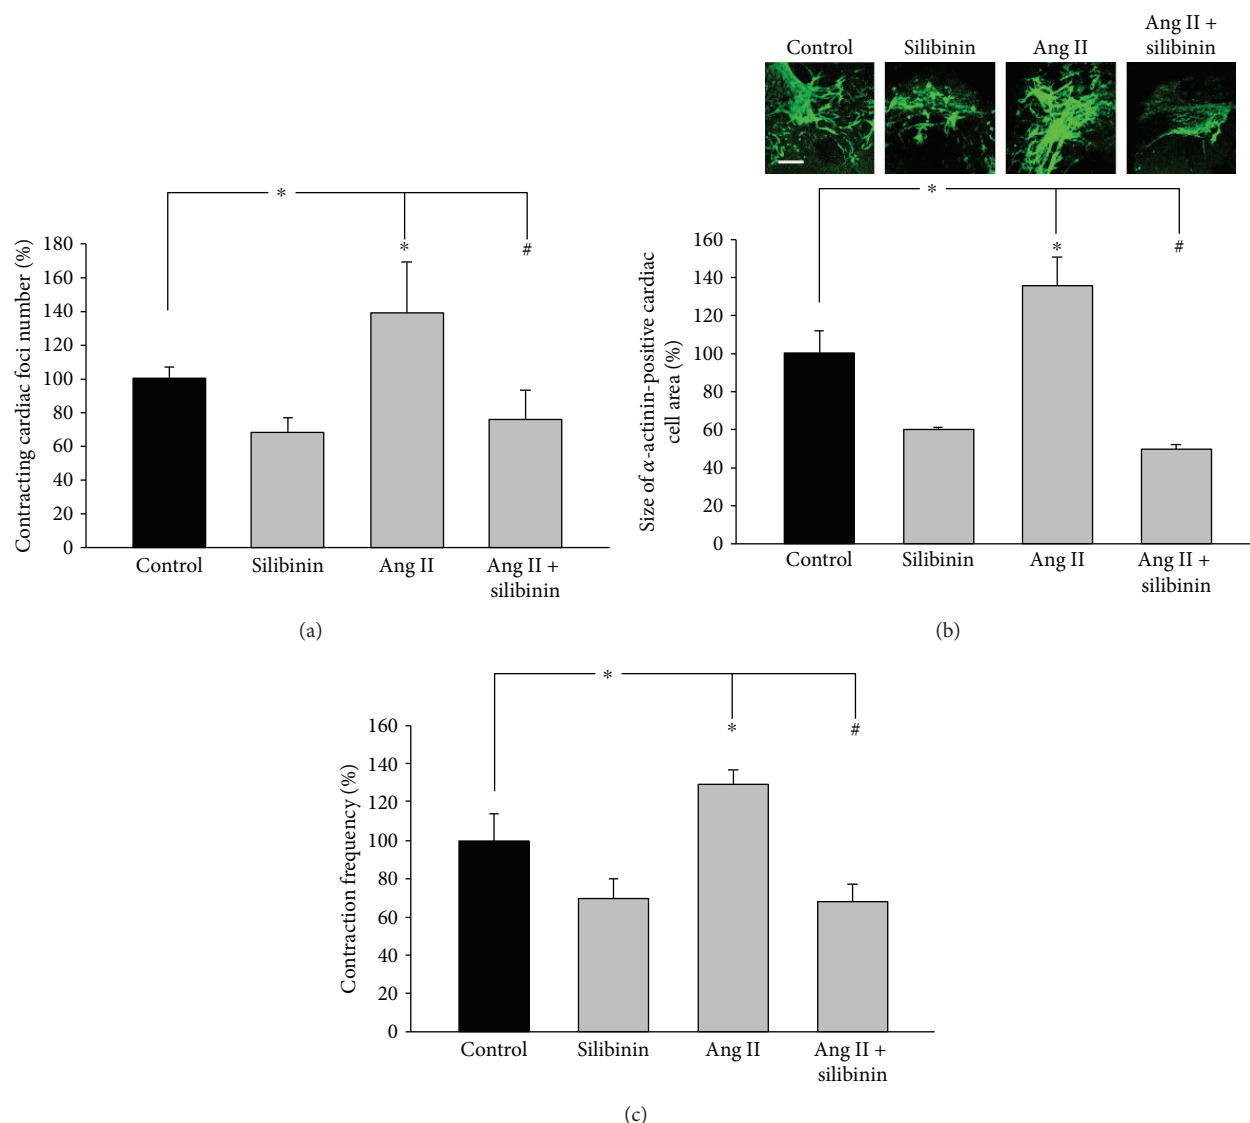 *
*
#
Contracting cardiac foci number (%)
180
160
140
120
100
80
60
40
20
0
Control
Silibinin
Ang II
Ang II +
silibinin
(a)
Control
Silibinin
Ang II
Ang II +
silibinin
*
*
#
Size of α-actinin-positive cardiac
cell area (%)
160
140
120
100
80
60
40
20
0
Control
Silibinin
Ang II
Ang II +
silibinin
(b)
*
*
#
Contraction frequency (%)
160
140
120
100
80
60
40
20
0
Control
Silibinin
Ang II
Ang II +
silibinin
(c)